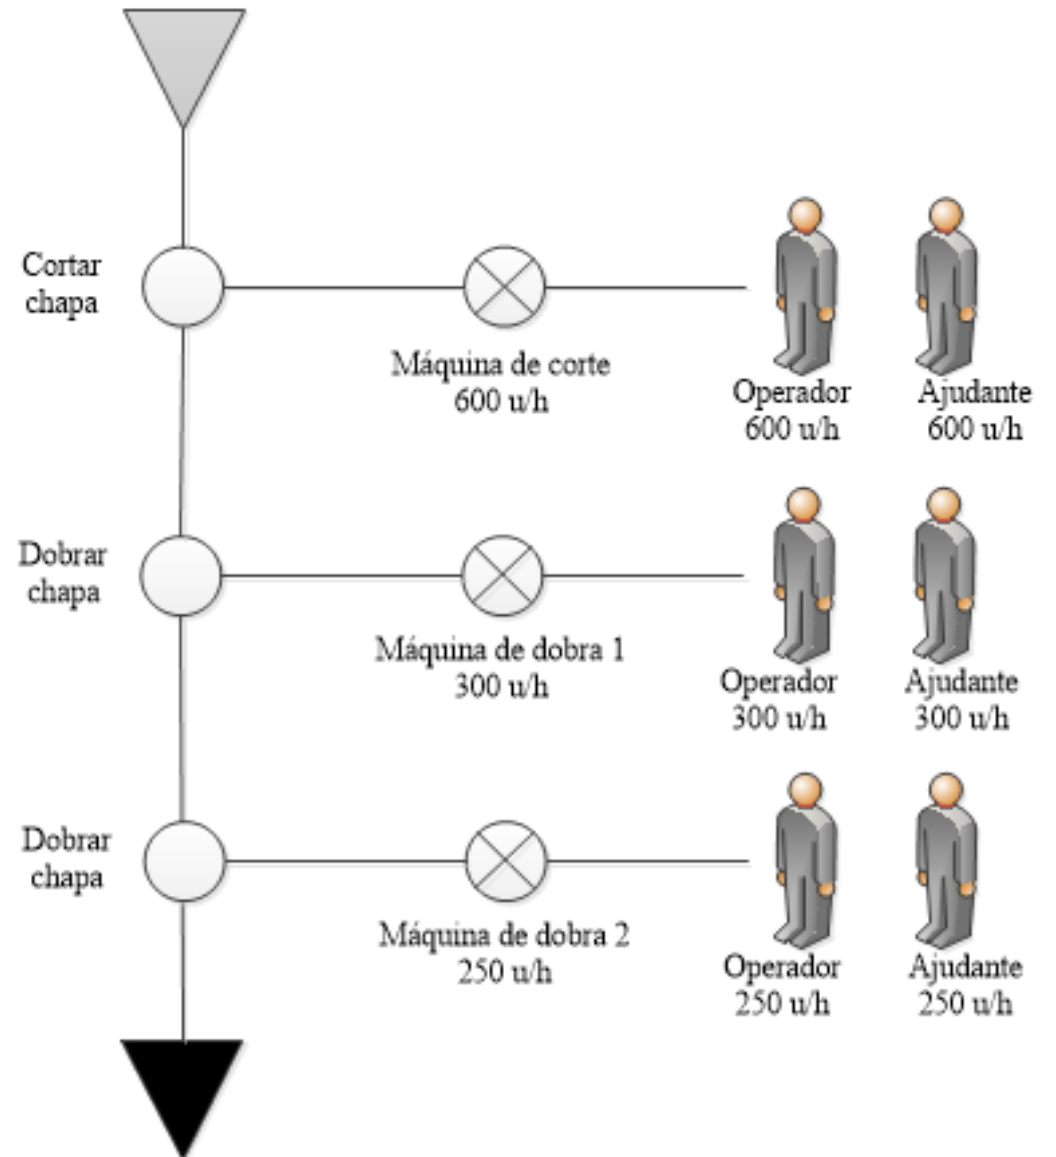 Cortar
chapa
Máquina de corte
600 u/h
Operador
600 u/h
Ajudante
600 u/h
Dobrar
chapa
Máquina de dobra 1
300 u/h
Operador
300 u/h
Ajudante
300 u/h
Dobrar
chapa
Máquina de dobra 2
250 u/h
Operador
250 u/h
Ajudante
250 u/h